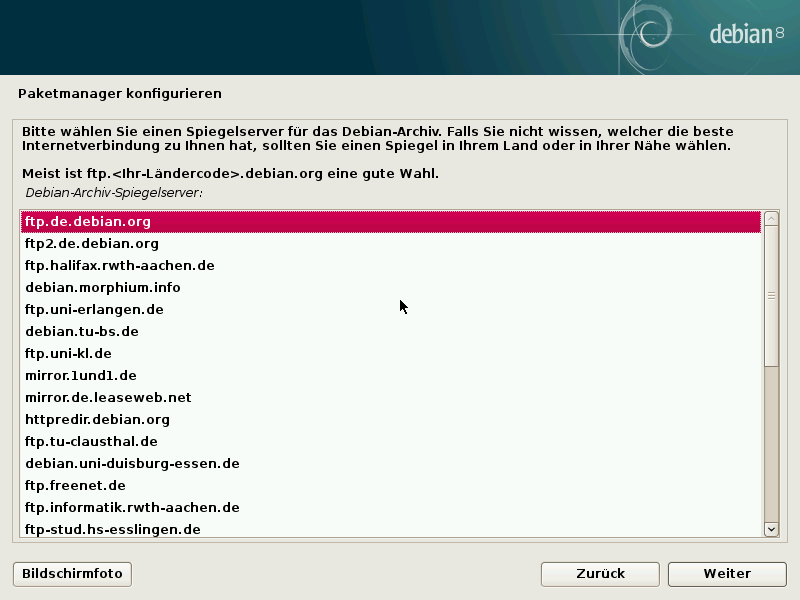 debian 8
Paketmanager konfigurieren
Bitte wählen Sie einen Spiegelserver für das Debian-Archiv. Falls Sie nicht wissen, welcher die beste
Internetverbindung zu Ihnen hat, sollten Sie einen Spiegel in Ihrem Land oder in Ihrer Nähe wählen.
Meist ist ftp.<Ihr-Ländercode>.debian.org eine gute Wahl.
Debian-Archiv-Spiegelserver:
ftp.de.debian.org
ftp2.de.debian.org
ftp.halifax.rwth-aachen.de
debian.morphium.info
ftp.uni-erlangen.de
debian.tu-bs.de
ftp.uni-kl.de
mirror.1und1.de
mirror.de.leaseweb.net
httpredir.debian.org
ftp.tu-clausthal.de
debian.uni-duisburg-essen.de
ftp.freenet.de
ftp.informatik.rwth-aachen.de
ftp-stud.hs-esslingen.de
Bildschirmfoto
Zurück
Weiter